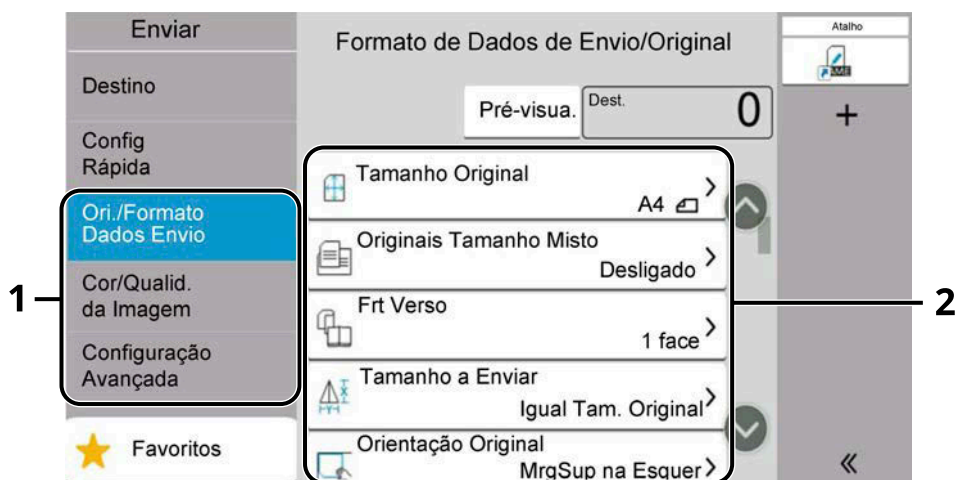 Enviar
Destino
Config
Rápida
Ori./Formato
Dados Envio
Cor/Qualid.
da Imagem
Configuração
Avançada
Favoritos
1
Formato de Dados de Envio/Original
Pré-visua.
Dest.
0
Tamanho Original
A4
Originais Tamanho Misto
Desligado
Frt Verso
1 face
Tamanho a Enviar
Igual Tam. Original
Orientação Original
MrgSup na Esquer
2
Atalho
+